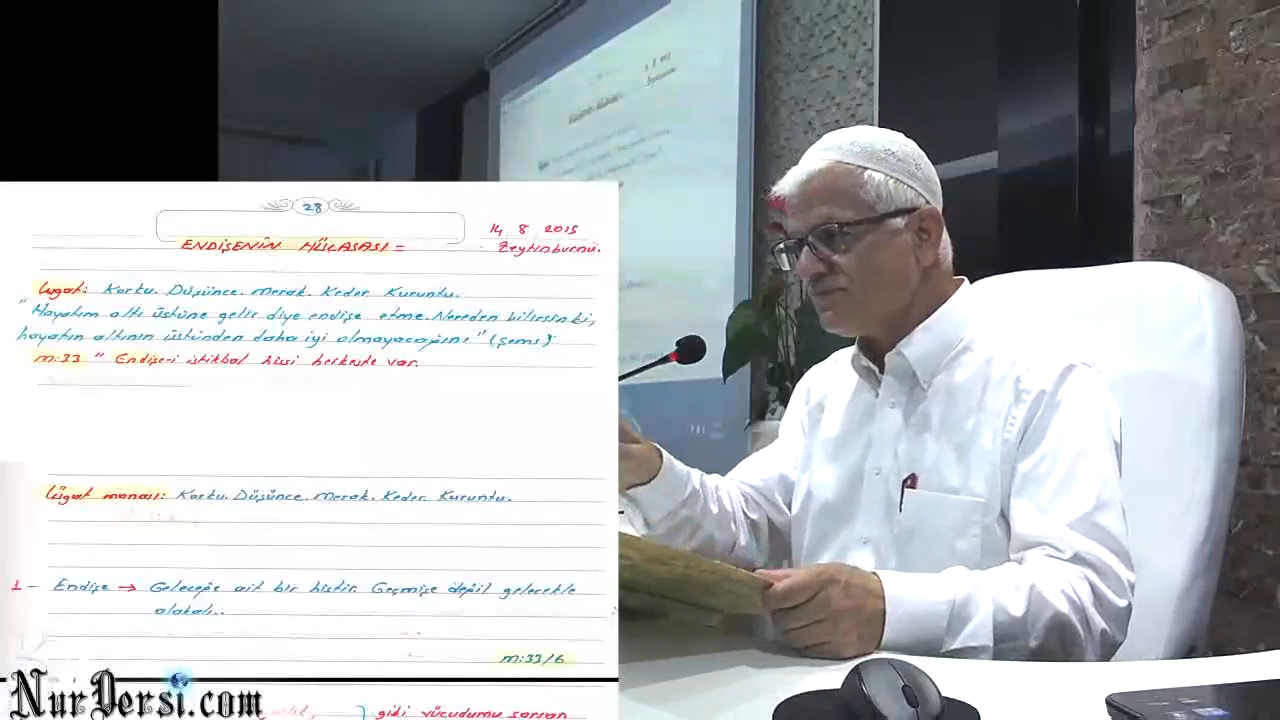 28
14. 8. 2015
ENDİŞENİN HÜLASASI =
Zeytinburnu.
Lugat: Korku. Düşünce. Merak. Keder. Kuruntu.
"Hayatım altı üstüne gelir diye endişe etme. Nereden bilirsin ki,
hayatın altının üstünden daha iyi olmayacağını" (Şems)
M:33 " Endişe-i istikbal hissi herkeste var.
Lügat manası: Korku. Düşünce. Merak. Keder. Kuruntu.
1 - Endişe → Geleceğe ait bir histir. Geçmişe değil gelecekle
alakalı..
M:33/6
gidi vücudumu sarsan
NurDersi.com